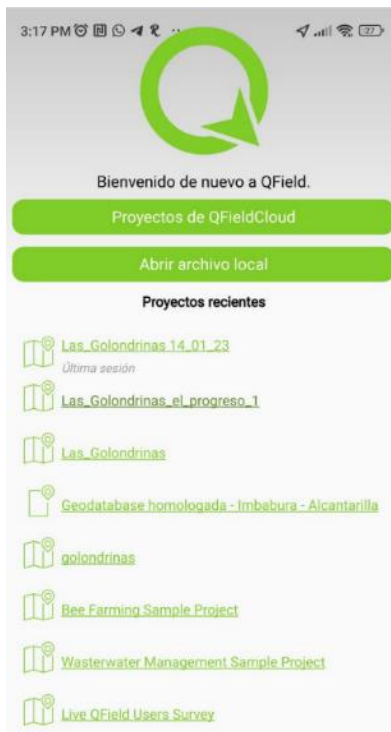 3:17 PM
27
Bienvenido de nuevo a QField.
Proyectos de QFieldCloud
Abrir archivo local
Proyectos recientes
Las_Golondrinas 14_01_23
Última sesión
Las_Golondrinas_el_progreso_1
Las_Golondrinas
Geodatabase homologada - Imbabura - Alcantarilla
golondrinas
Bee Farming Sample Project
Wasterwater Management Sample Project
Live QField Users Survey